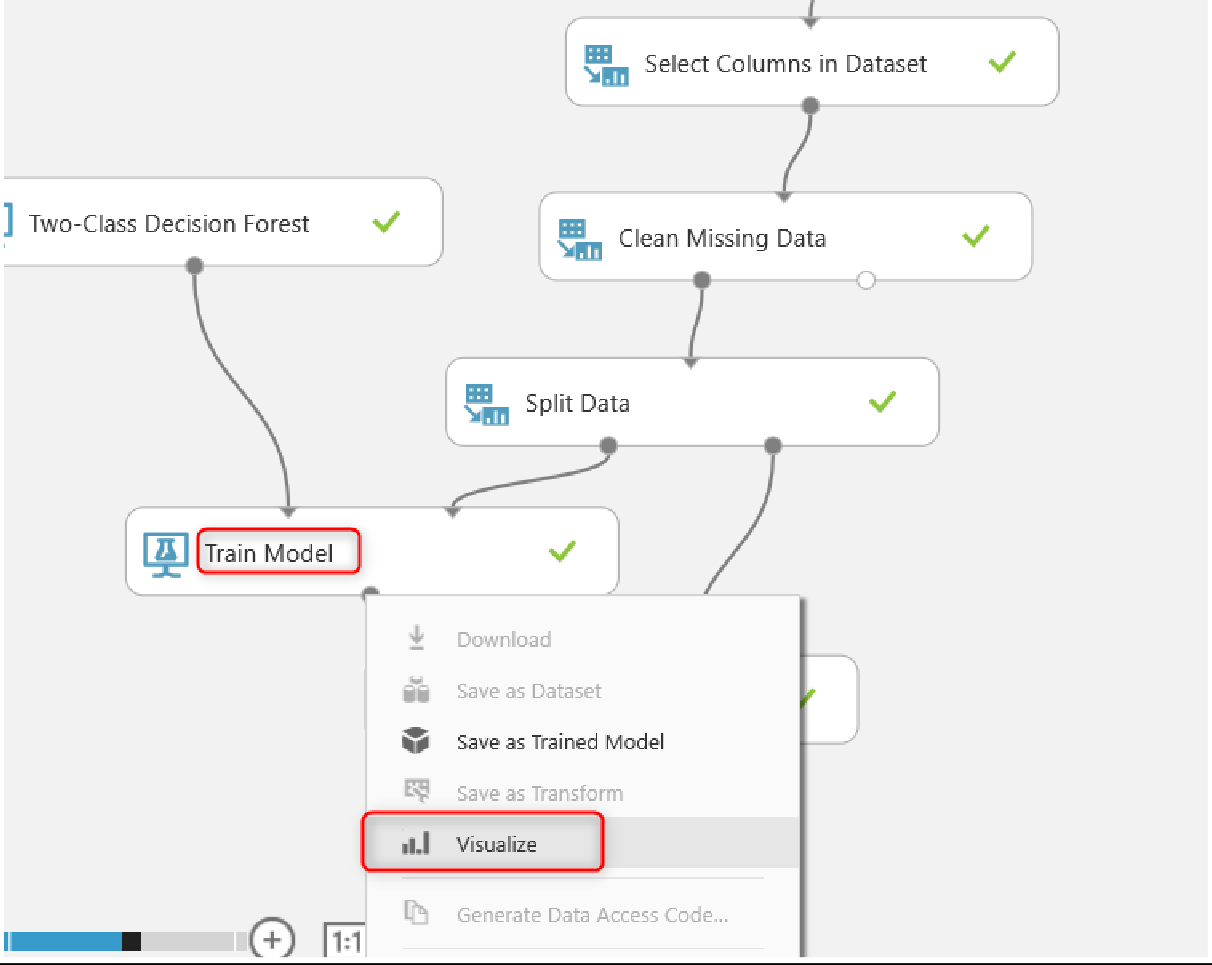 Select Columns in Dataset
Two-Class Decision Forest
Clean Missing Data
Split Data
Train Model
Download
Save as Dataset
Save as Trained Model
Save as Transform
Visualize
Generate Data Access Code...
1:1